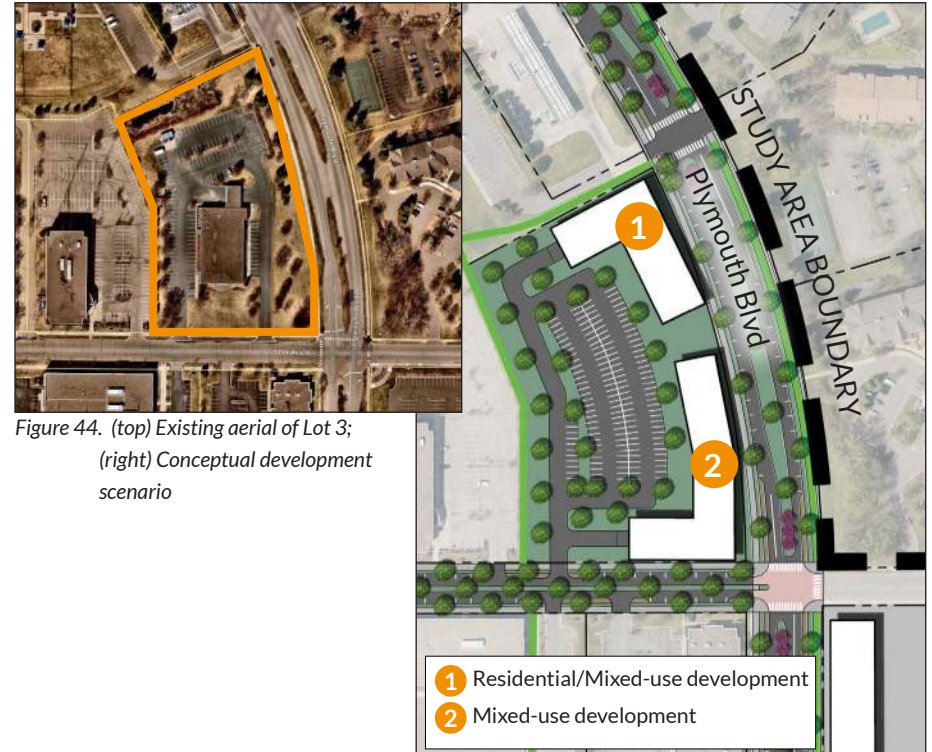 Figure 44. (top) Existing aerial of Lot 3;
(right) Conceptual development
scenario
STUDY AREA BOUNDARY
Plymouth Blvd
1
2
1 Residential/Mixed-use development
2 Mixed-use development